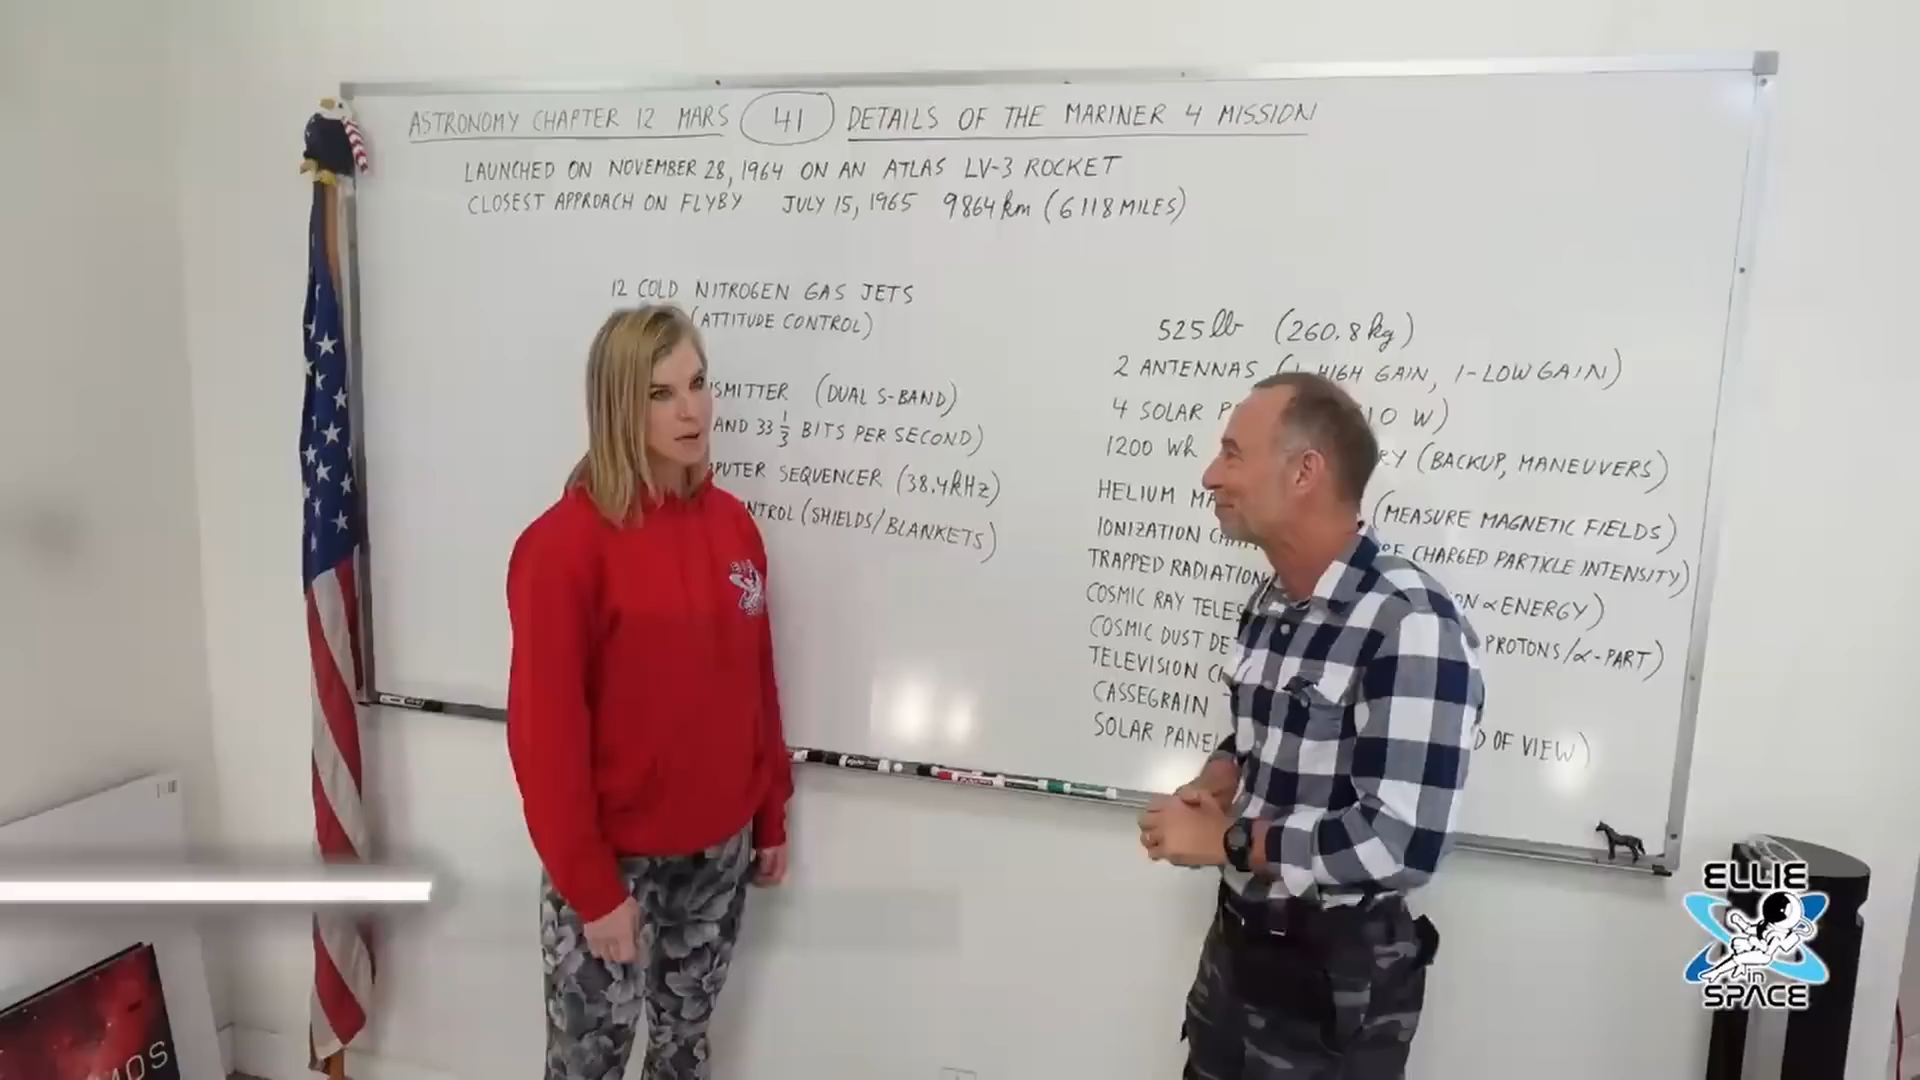 ASTRONOMY CHAPTER 12 MARS 41 DETAILS OF THE MARINER 4 MISSION
LAUNCHED ON NOVEMBER 28, 1964 ON AN ATLAS LV-3 ROCKET
CLOSEST APPROACH ON FLYBY JULY 15, 1965 9864 km (6118 MILES)
12 COLD NITROGEN GAS JETS
(ATTITUDE CONTROL)
SMITTER (DUAL S-BAND)
AND 33 1/3 BITS PER SECOND)
PUTER SEQUENCER (38.4 kHz)
NTROL (SHIELDS/BLANKETS)
525 lb (260.8 kg)
2 ANTENNAS HIGH GAIN, 1-LOW GAIN)
4 SOLAR P 10 W)
1200 Wh RY (BACKUP, MANEUVERS)
HELIUM MA (MEASURE MAGNETIC FIELDS)
IONIZATION CHARGED PARTICLE INTENSITY)
TRAPPED RADIATION ON ∝ ENERGY)
COSMIC RAY TELES PROTONS/α-PART)
COSMIC DUST DE
TELEVISION
CASSEGRAIN
SOLAR PANEL D OF VIEW)
ELLIE
in
SPACE
MOS